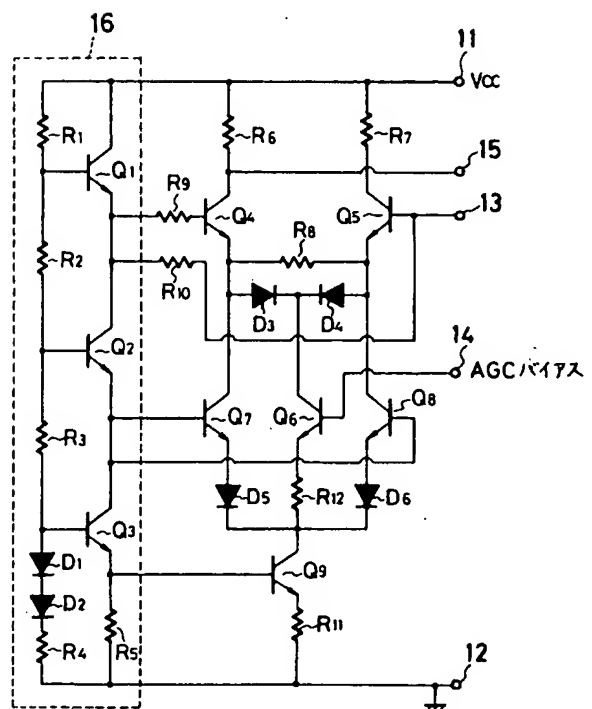 16
11
VCC
R1
R6
R7
15
Q1
R9
13
Q4
Q5
R8
R2
R10
D3
D4
14
AGCバイアス
Q2
Q7
Q6
Q8
R3
D5
R12
D6
Q3
D1
Q9
D2
R11
R4
R5
12